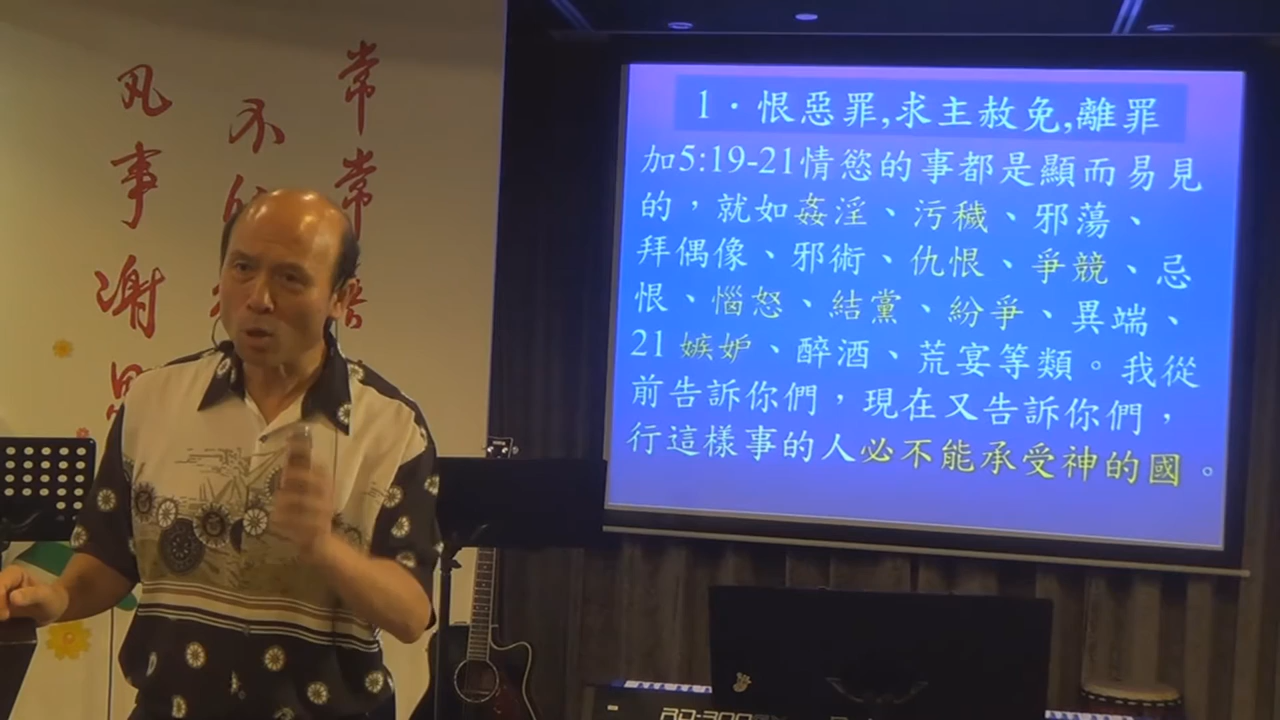 常常
不
凡事謝恩
1·恨惡罪,求主赦免,離罪
加5:19-21情慾的事都是顯而易見
的，就如姦淫、污穢、邪蕩、
拜偶像、邪術、仇恨、爭競、忌
恨、惱怒、結黨、紛爭、異端、
21 嫉妒、醉酒、荒宴等類。我從
前告訴你們，現在又告訴你們，
行這樣事的人必不能承受神的國。